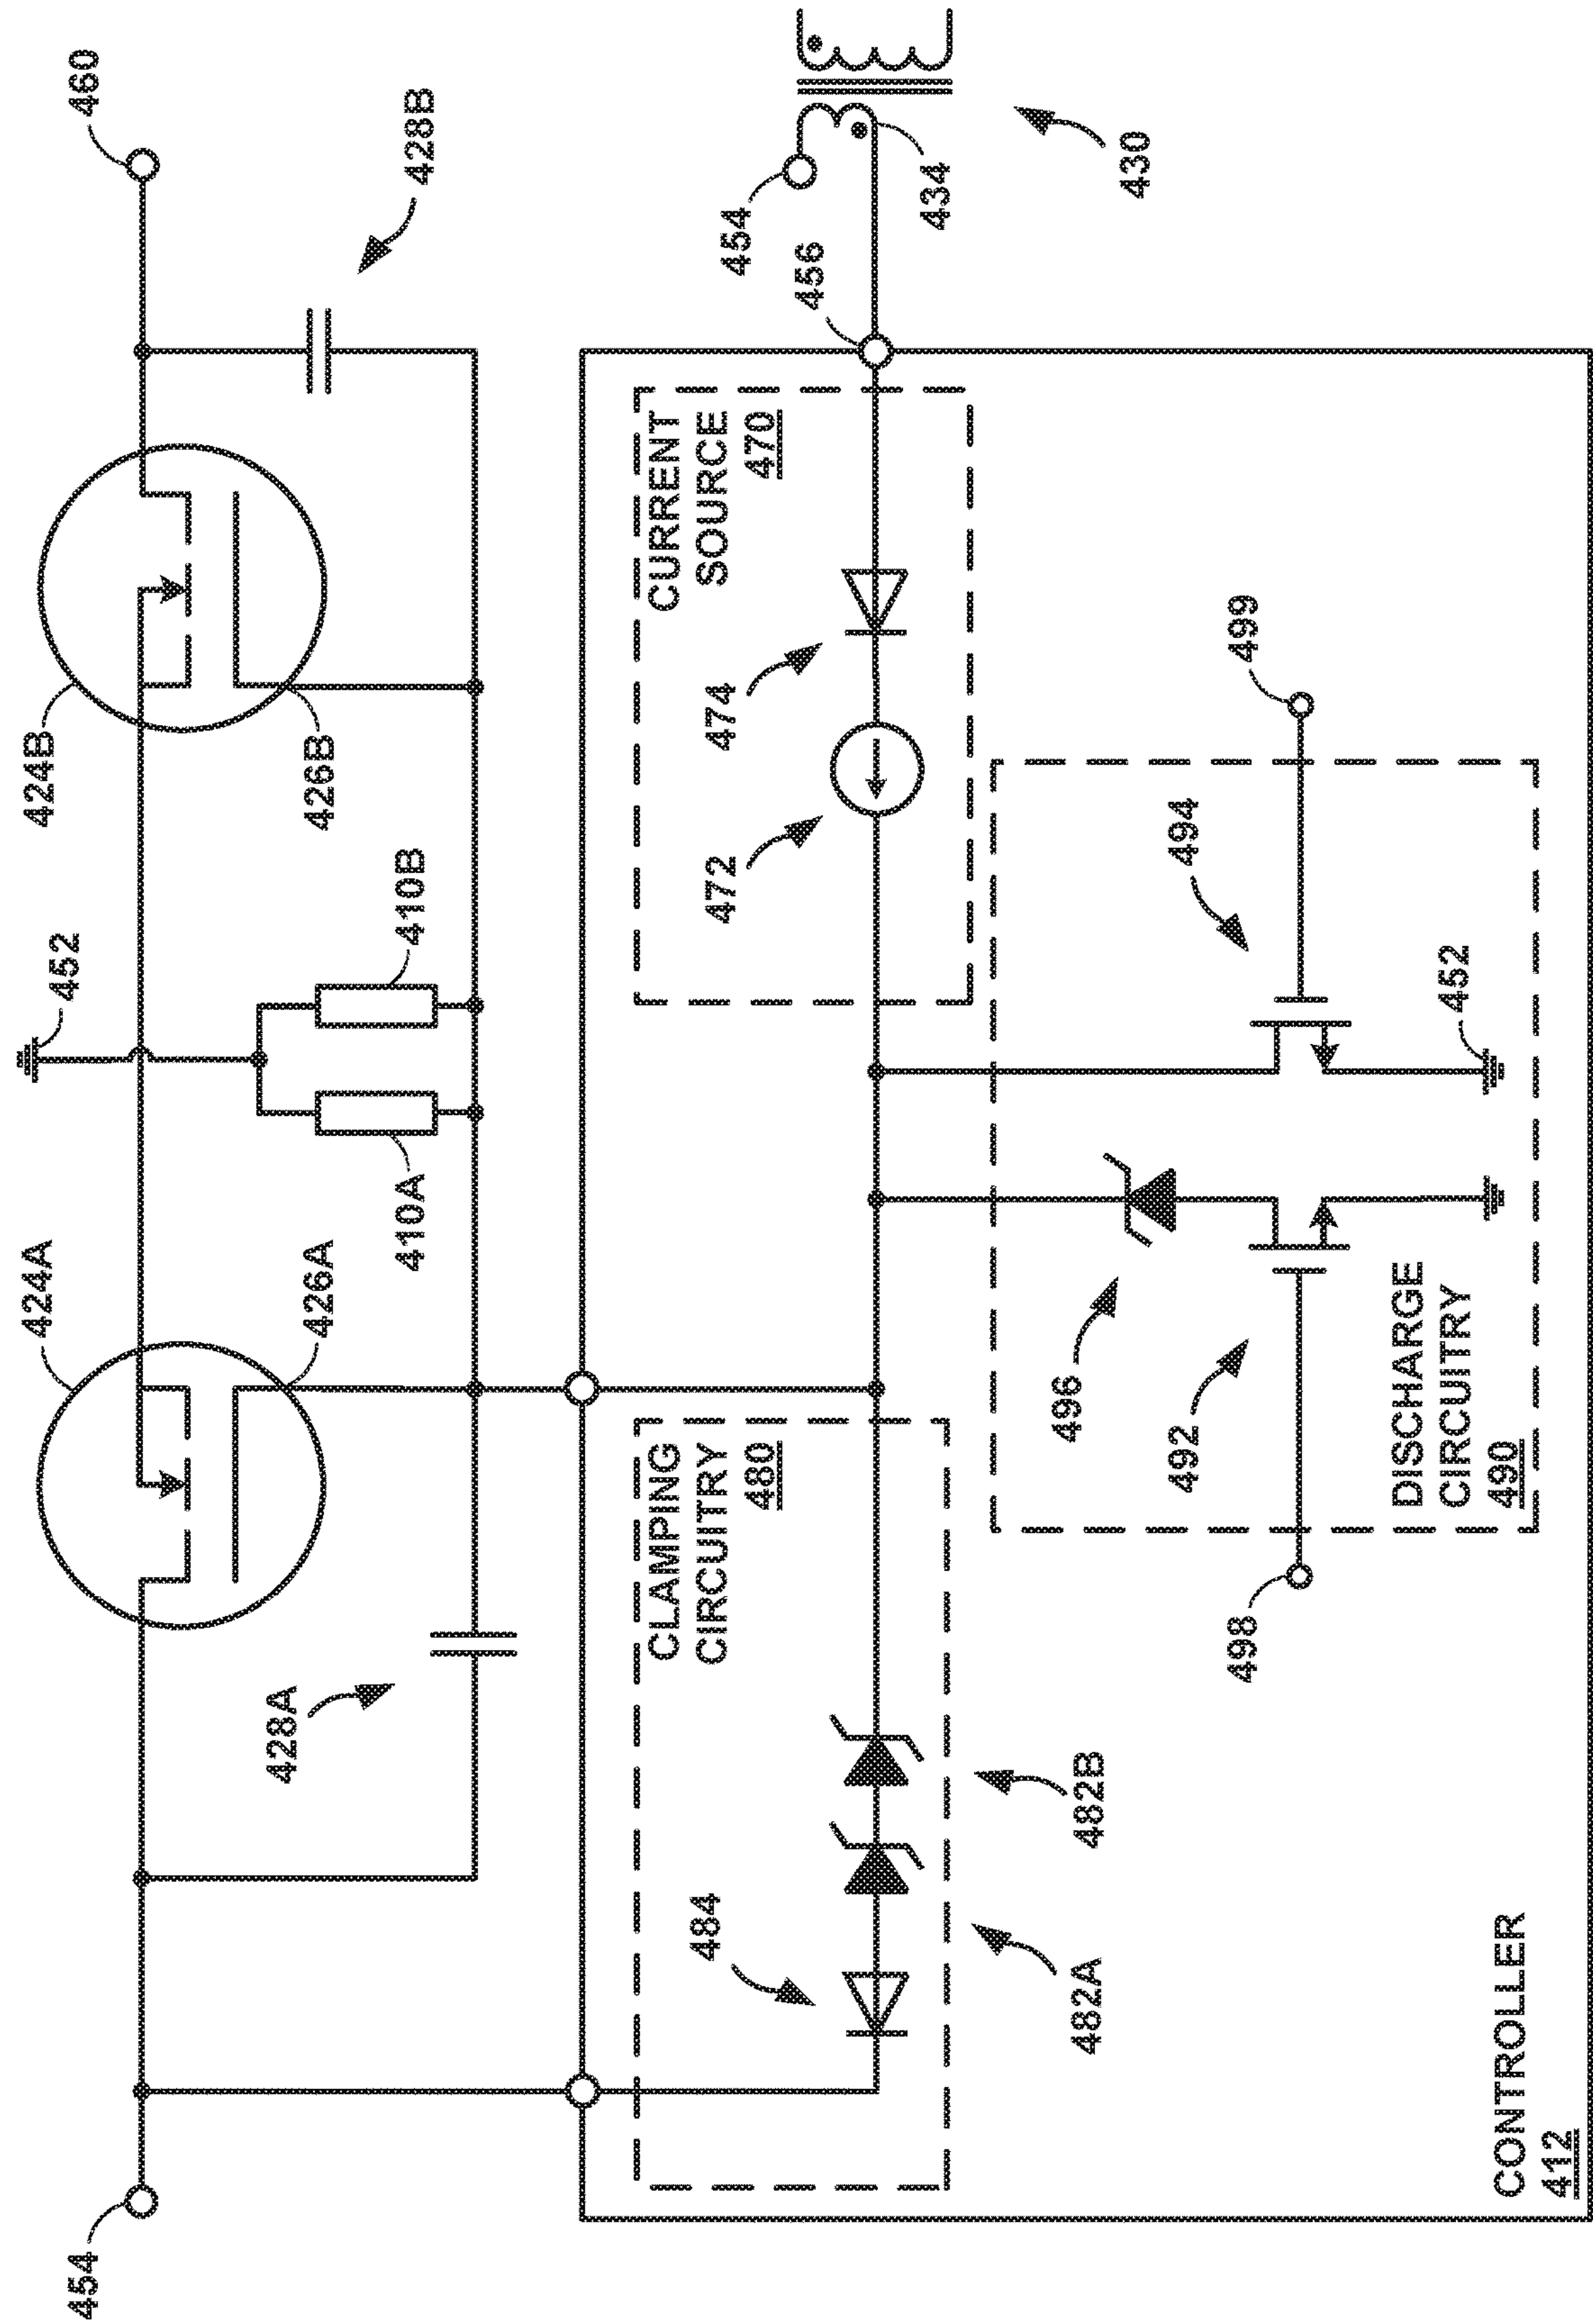 454
424A
426A
428A
452
410A
410B
424B
426B
428B
460
CLAMPING
CIRCUITRY
480
484
482A
482B
CURRENT
SOURCE
470
472
474
456
454
434
430
496
492
494
498
499
452
DISCHARGE
CIRCUITRY
490
CONTROLLER
412